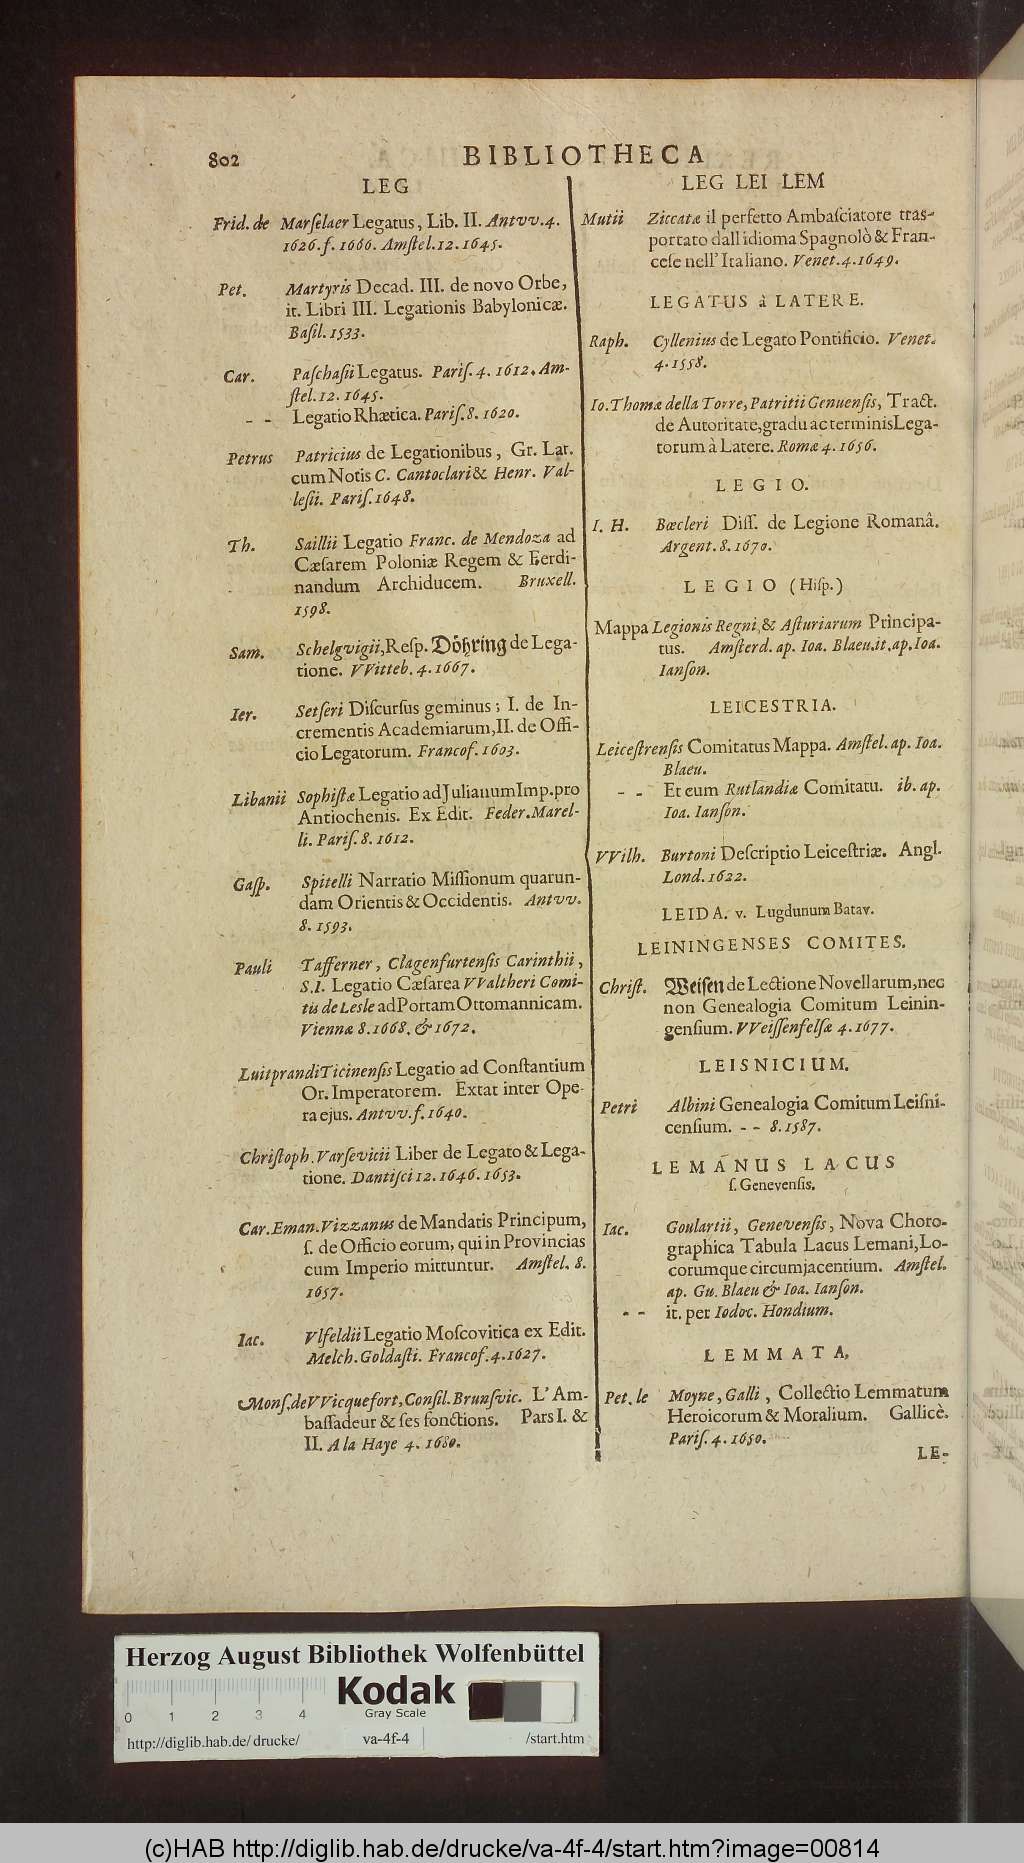 802
BIBLIOTHECA
LEG
Frid. de Marſelaer Legatus, Lib. II. Antvv. 4.
1626. f. 1666. Amſtel. 12. 1645.
Pet. Martyris Decad. III. de novo Orbe,
it. Libri III. Legationis Babylonicæ.
Baſil. 1533.
Car. Paſchaſii Legatus. Pariſ. 4. 1612. Am-
ſtel. 12. 1645.
- - Legatio Rhætica. Pariſ. 8. 1620.
Petrus Patricius de Legationibus, Gr. Lat.
cum Notis C. Cantoclari & Henr. Val-
leſii. Pariſ. 1648.
Th. Saillii Legatio Franc. de Mendoza ad
Cæſarem Poloniæ Regem & Ferdi-
nandum Archiducem. Bruxell.
1598.
Sam. Schelgvigii, Reſp. Döhring de Lega-
tione. VVitteb. 4. 1667.
Ier. Setſeri Diſcurſus geminus; I. de In-
crementis Academiarum, II. de Offi-
cio Legatorum. Francof. 1603.
Libanii Sophiſtæ Legatio ad Julianum Imp. pro
Antiochenis. Ex Edit. Feder. Marel-
li. Pariſ. 8. 1612.
Gaſp. Spitelli Narratio Miſſionum quarun-
dam Orientis & Occidentis. Antvv.
8. 1593.
Pauli Tafferner, Clagenfurtenſis Carinthii,
S. I. Legatio Cæſarea VValtheri Comi-
tis de Lesle ad Portam Ottomannicam.
Viennæ 8. 1668. & 1672.
Luitprandi Ticinenſis Legatio ad Conſtantium
Or. Imperatorem. Extat inter Ope-
ra ejus. Antvv. f. 1640.
Chriſtoph. Varſevicii Liber de Legato & Lega-
tione. Dantiſci 12. 1646. 1653.
Car. Eman. Vizzanus de Mandatis Principum,
ſ. de Officio eorum, qui in Provincias
cum Imperio mittuntur. Amſtel. 8.
1657.
Iac. Vlfeldii Legatio Moſcovitica ex Edit.
Melch. Goldaſti. Francof. 4. 1627.
Monſ. de VVicquefort, Conſil. Brunſvic. L'Am-
baſſadeur & ſes fonctions. Pars I. &
II. A la Haye 4. 1680.
LEG LEI LEM
Mutii Ziccatæ il perfetto Ambaſciatore tras-
portato dall idioma Spagnolò & Fran-
ceſe nell' Italiano. Venet. 4. 1649.
LEGATUS à LATERE.
Raph. Cyllenius de Legato Pontificio. Venet.
4. 1558.
Io. Thomæ della Torre, Patritii Genuenſis, Tract.
de Autoritate, gradu ac terminis Lega-
torum à Latere. Romæ 4. 1656.
LEGIO.
I. H. Bœcleri Diſſ. de Legione Romanâ.
Argent. 8. 1670.
LEGIO (Hiſp.)
Mappa Legionis Regni & Aſturiarum Principa-
tus. Amſterd. ap. Ioa. Blaeu. it. ap. Ioa.
Ianſon.
LEICESTRIA.
Leiceſtrenſis Comitatus Mappa. Amſtel. ap. Ioa.
Blaeu.
- - Et eum Rutlandiæ Comitatu. ib. ap.
Ioa. Ianſon.
VVilh. Burtoni Deſcriptio Leiceſtriæ. Angl.
Lond. 1622.
LEIDA. v. Lugdunum Batav.
LEININGENSES COMITES.
Chriſt. Weiſen de Lectione Novellarum, nec
non Genealogia Comitum Leinin-
genſium. VVeiſſenfelſæ 4. 1677.
LEISNICIUM.
Petri Albini Genealogia Comitum Leiſni-
cenſium. - - 8. 1587.
LEMANUS LACUS
ſ. Genevenſis.
Iac. Goulartii, Genevenſis, Nova Choro-
graphica Tabula Lacus Lemani, Lo-
corumque circumjacentium. Amſtel.
ap. Gu. Blaeu & Ioa. Ianſon.
- - it. per Iodoc. Hondium.
LEMMATA.
Pet. le Moyne, Galli, Collectio Lemmatum
Heroicorum & Moralium. Gallicè.
Pariſ. 4. 1650.
LE-
Herzog August Bibliothek Wolfenbüttel
Kodak
Gray Scale
0 1 2 3 4
http://diglib.hab.de/drucke/ va-4f-4 /start.htm
(c)HAB http://diglib.hab.de/drucke/va-4f-4/start.htm?image=00814